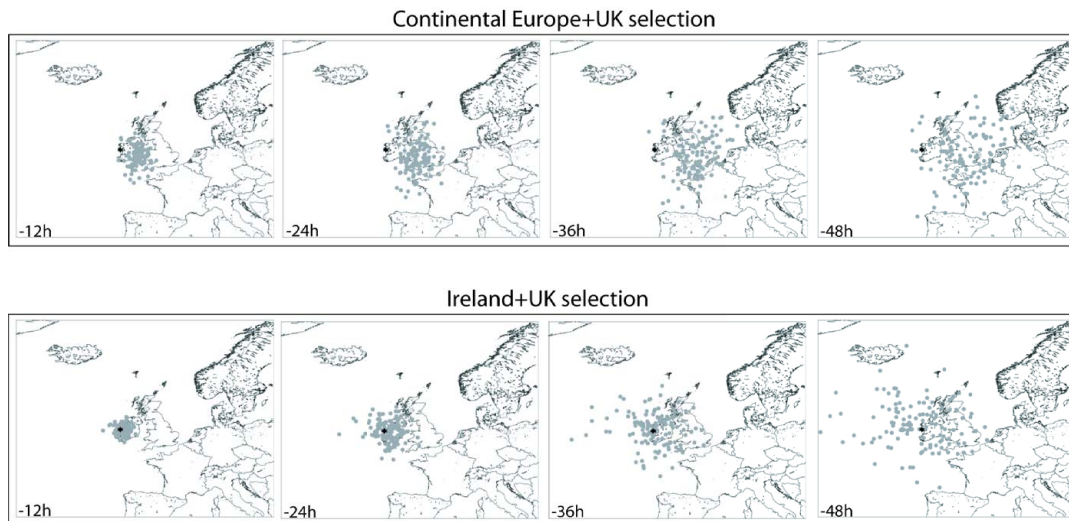 Continental Europe+UK selection
-12h
-24h
-36h
-48h
Ireland+UK selection
-12h
-24h
-36h
-48h